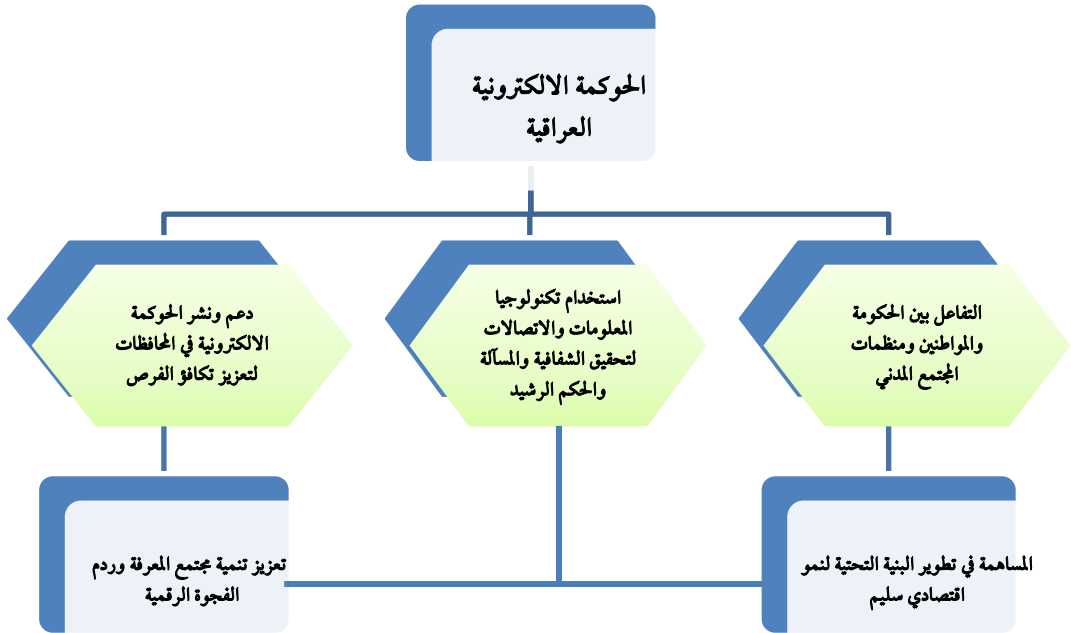 الحوكمة الالكترونية
العراقية
التفاعل بين الحكومة
والمواطنين ومنظمات
المجتمع المدني
استخدام تكنولوجيا
المعلومات والاتصالات
لتحقيق الشفافية والمسآلة
والحكم الرشيد
دعم ونشر الحوكمة
الالكترونية في المحافظات
لتعزيز تكافؤ الفرص
المساهمة في تطوير البنية التحتية لنمو
اقتصادي سليم
تعزيز تنمية مجتمع المعرفة وردم
الفجوة الرقمية